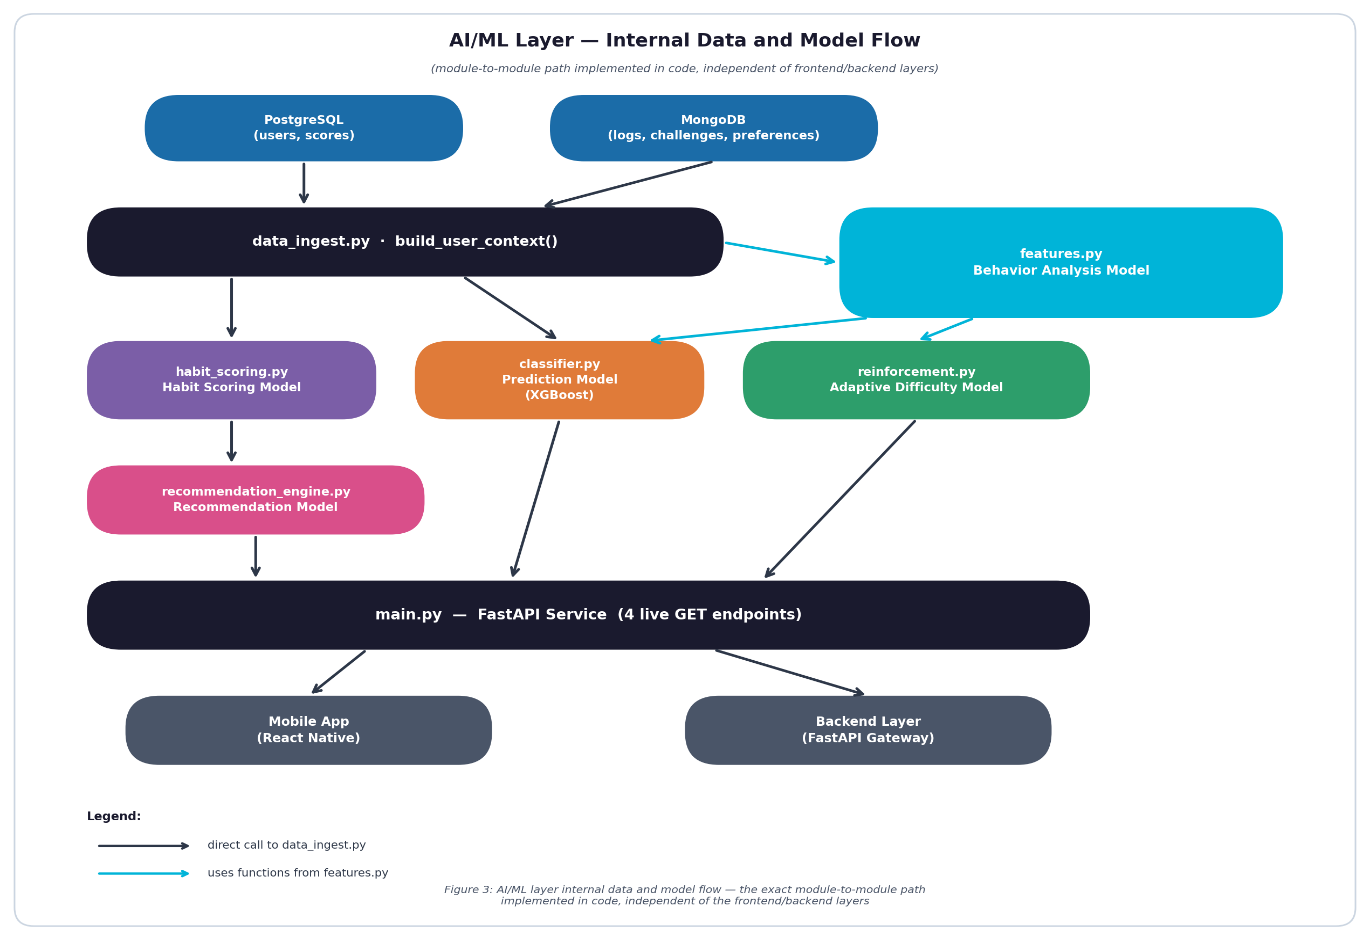 AI/ML Layer — Internal Data and Model Flow
(module-to-module path implemented in code, independent of frontend/backend layers)
PostgreSQL
(users, scores)
MongoDB
(logs, challenges, preferences)
data_ingest.py · build_user_context()
features.py
Behavior Analysis Model
habit_scoring.py
Habit Scoring Model
classifier.py
Prediction Model
(XGBoost)
reinforcement.py
Adaptive Difficulty Model
recommendation_engine.py
Recommendation Model
main.py — FastAPI Service (4 live GET endpoints)
Mobile App
(React Native)
Backend Layer
(FastAPI Gateway)
Legend:
direct call to data_ingest.py
uses functions from features.py
Figure 3: AI/ML layer internal data and model flow — the exact module-to-module path
implemented in code, independent of the frontend/backend layers